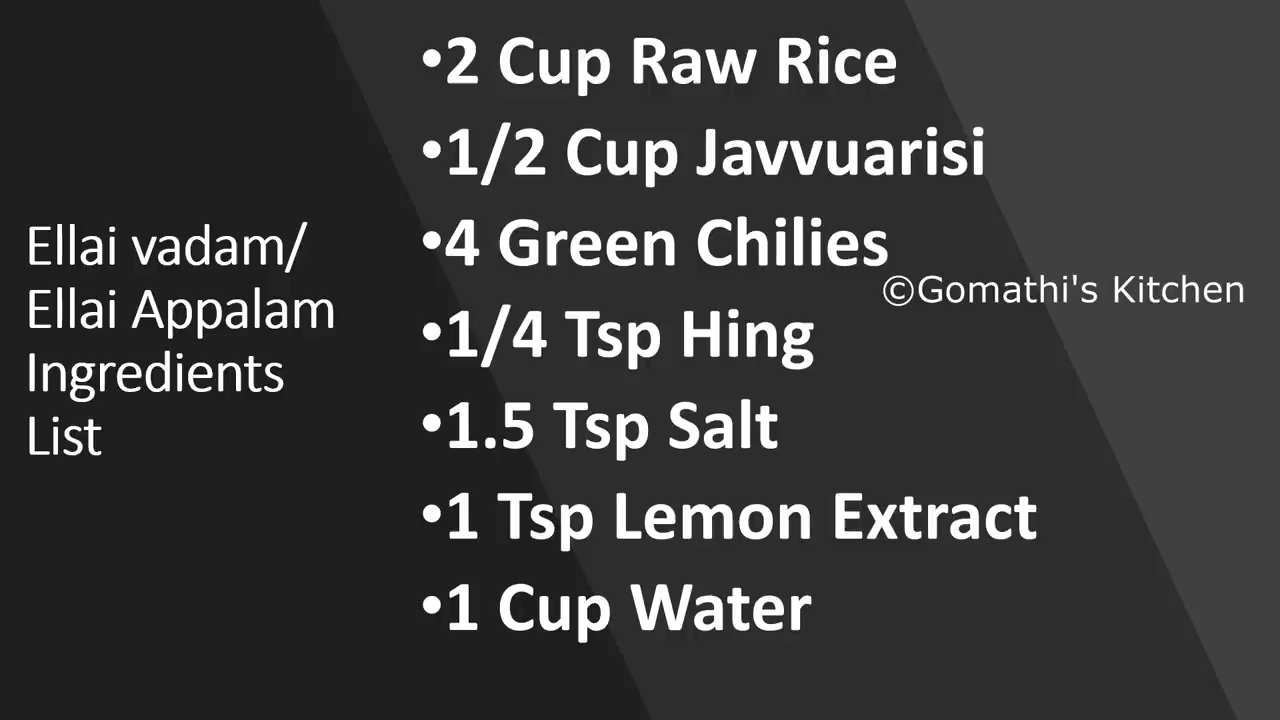 Ellai vadam/
Ellai Appalam
Ingredients
List
•2 Cup Raw Rice
•1/2 Cup Javvuarisi
•4 Green Chilies
•1/4 Tsp Hing
•1.5 Tsp Salt
•1 Tsp Lemon Extract
•1 Cup Water
©Gomathi's Kitchen